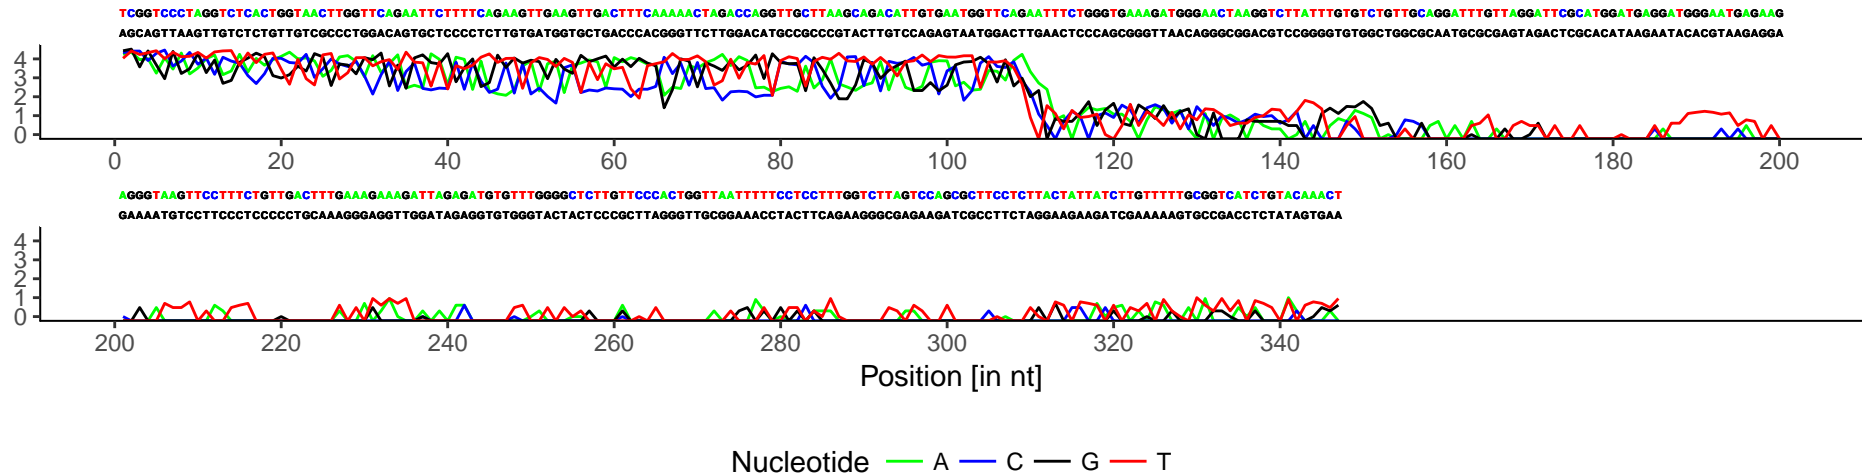 TCGGTCCCTAGGTCTCACTGGTAACTTGGTTCAGAATTCTTTTCAGAAGTTGAAGTTGACTTTCAAAAACTAGACCAGGTTGCTTAAGCAGACATTGTGAATGGTTCAGAATTTCTGGGTGAAAGATGGGAACTAAGGTCTTATTTGTGTCTGTTGCAGGATTTGTTAGGATTCGCATGGATGAGGATGGGAATGAGAAG
AGCAGTTAAGTTGTCTCTGTTGTCGCCCTGGACAGTGCTCCCCTCTTGTGATGGTGCTGACCCACGGGTTCTTGGACATGCCGCCCGTACTTGTCCAGAGTAATGGACTTGAACTCCCAGCGGGTTAACAGGGCGGACGTCCGGGGTGTGGCTGGCGCAATGCGCGAGTAGACTCGCACATAAGAATACACGTAAGAGGA
4
3
2
1
0
0 20 40 60 80 100 120 140 160 180 200
AGGGTAAGTTCCTTTCTGTTGACTTTGAAAGAAAGATTAGAGATGTGTTTGGGGCTCTTGTTCCCACTGGTTAATTTTTCCTCCTTTGGTCTTAGTCCAGCGCTTCCTCTTACTATTATCTTGTTTTTGCGGTCATCTGTACAAACT
GAAAATGTCCTTCCCTCCCCCTGCAAAGGGAGGTTGGATAGAGGTGTGGGTACTACTCCCGCTTAGGGTTGCGGAAACCTACTTCAGAAGGGCGAGAAGATCGCCTTCTAGGAAGAAGATCGAAAAAGTGCCGACCTCTATAGTGAA
4
3
2
1
0
200 220 240 260 280 300 320 340
Position [in nt]
Nucleotide A C G T